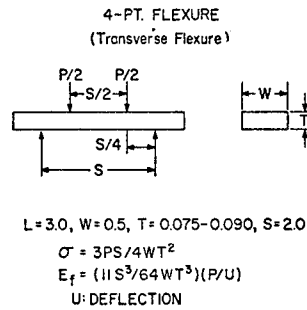 4-PT. FLEXURE
(Transverse Flexure)
P/2 P/2
S/2
W
T
S/4
S
L=3.0, W=0.5, T=0.075-0.090, S=2.0
σ = 3PS/4WT²
E_f = (11S³/64WT³)(P/U)
U: DEFLECTION